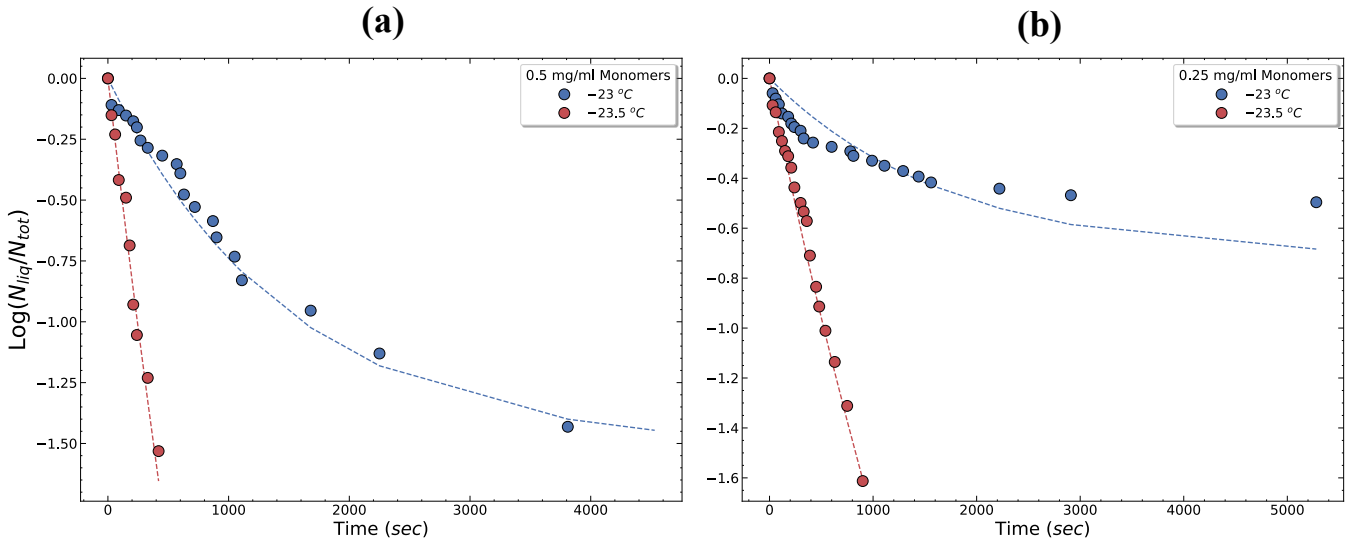 (a)
(b)
0.5 mg/ml Monomers
−23 °C
−23.5 °C
0.25 mg/ml Monomers
−23 °C
−23.5 °C
Log(N_liq/N_tot)
0.00
−0.25
−0.50
−0.75
−1.00
−1.25
−1.50
0
1000
2000
3000
4000
Time (sec)
0.0
−0.2
−0.4
−0.6
−0.8
−1.0
−1.2
−1.4
−1.6
0
1000
2000
3000
4000
5000
Time (sec)